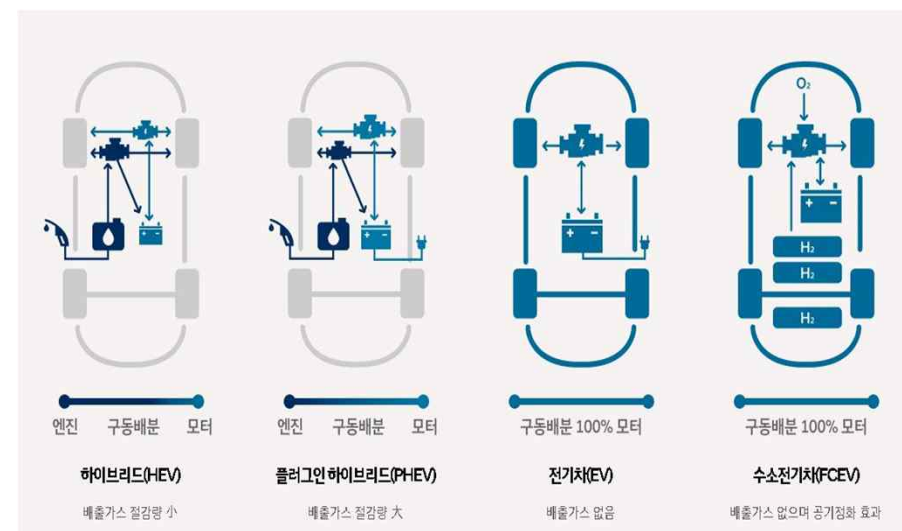 O₂
H₂
H₂
H₂
엔진 구동배분 모터
엔진 구동배분 모터
구동배분 100% 모터
구동배분 100% 모터
하이브리드(HEV)
플러그인 하이브리드(PHEV)
전기차(EV)
수소전기차(FCEV)
배출가스 절감량 小
배출가스 절감량 大
배출가스 없음
배출가스 없으며 공기정화 효과